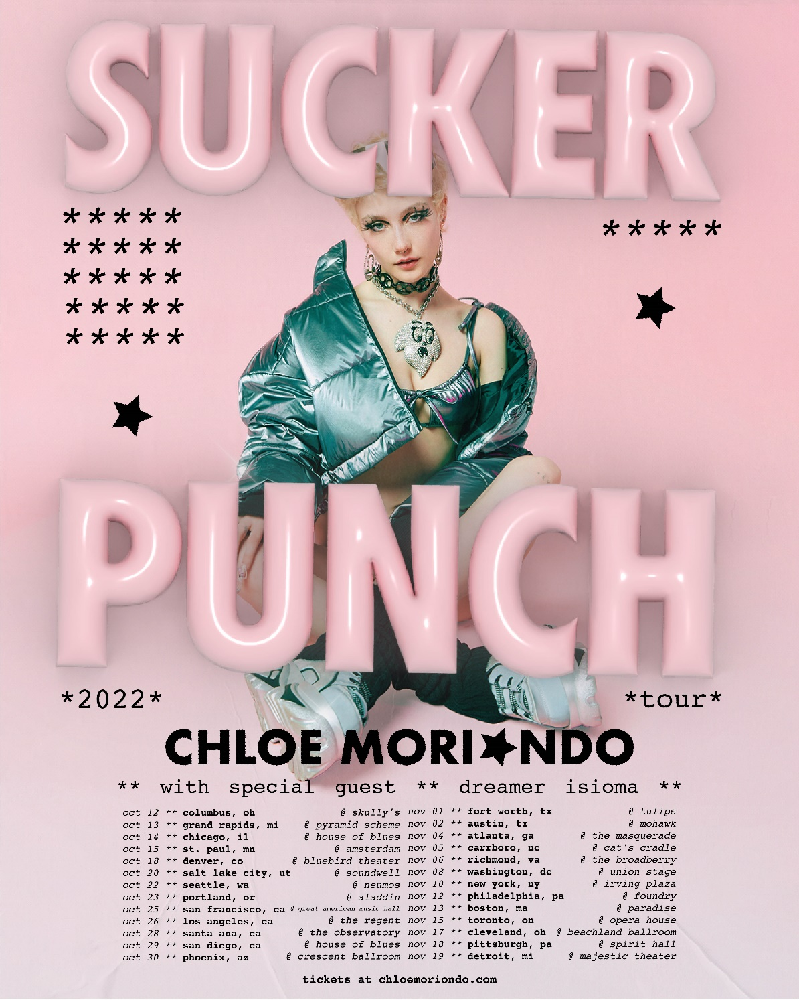 SUCKER
*****
*****
*****
*****
*****
*****
PUNCH
*2022*
*tour*
CHLOE MORI★NDO
** with special guest ** dreamer isioma **
oct 12 ** columbus, oh @ skully's
oct 13 ** grand rapids, mi @ pyramid scheme
oct 14 ** chicago, il @ house of blues
oct 15 ** st. paul, mn @ amsterdam
oct 18 ** denver, co @ bluebird theater
oct 20 ** salt lake city, ut @ soundwell
oct 22 ** seattle, wa @ neumos
oct 23 ** portland, or @ aladdin
oct 25 ** san francisco, ca @ great american music hall
oct 26 ** los angeles, ca @ the regent
oct 28 ** santa ana, ca @ the observatory
oct 29 ** san diego, ca @ house of blues
oct 30 ** phoenix, az @ crescent ballroom
nov 01 ** fort worth, tx @ tulips
nov 02 ** austin, tx @ mohawk
nov 04 ** atlanta, ga @ the masquerade
nov 05 ** carrboro, nc @ cat's cradle
nov 06 ** richmond, va @ the broadberry
nov 08 ** washington, dc @ union stage
nov 10 ** new york, ny @ irving plaza
nov 12 ** philadelphia, pa @ foundry
nov 13 ** boston, ma @ paradise
nov 15 ** toronto, on @ opera house
nov 17 ** cleveland, oh @ beachland ballroom
nov 18 ** pittsburgh, pa @ spirit hall
nov 19 ** detroit, mi @ majestic theater
tickets at chloemoriondo.com